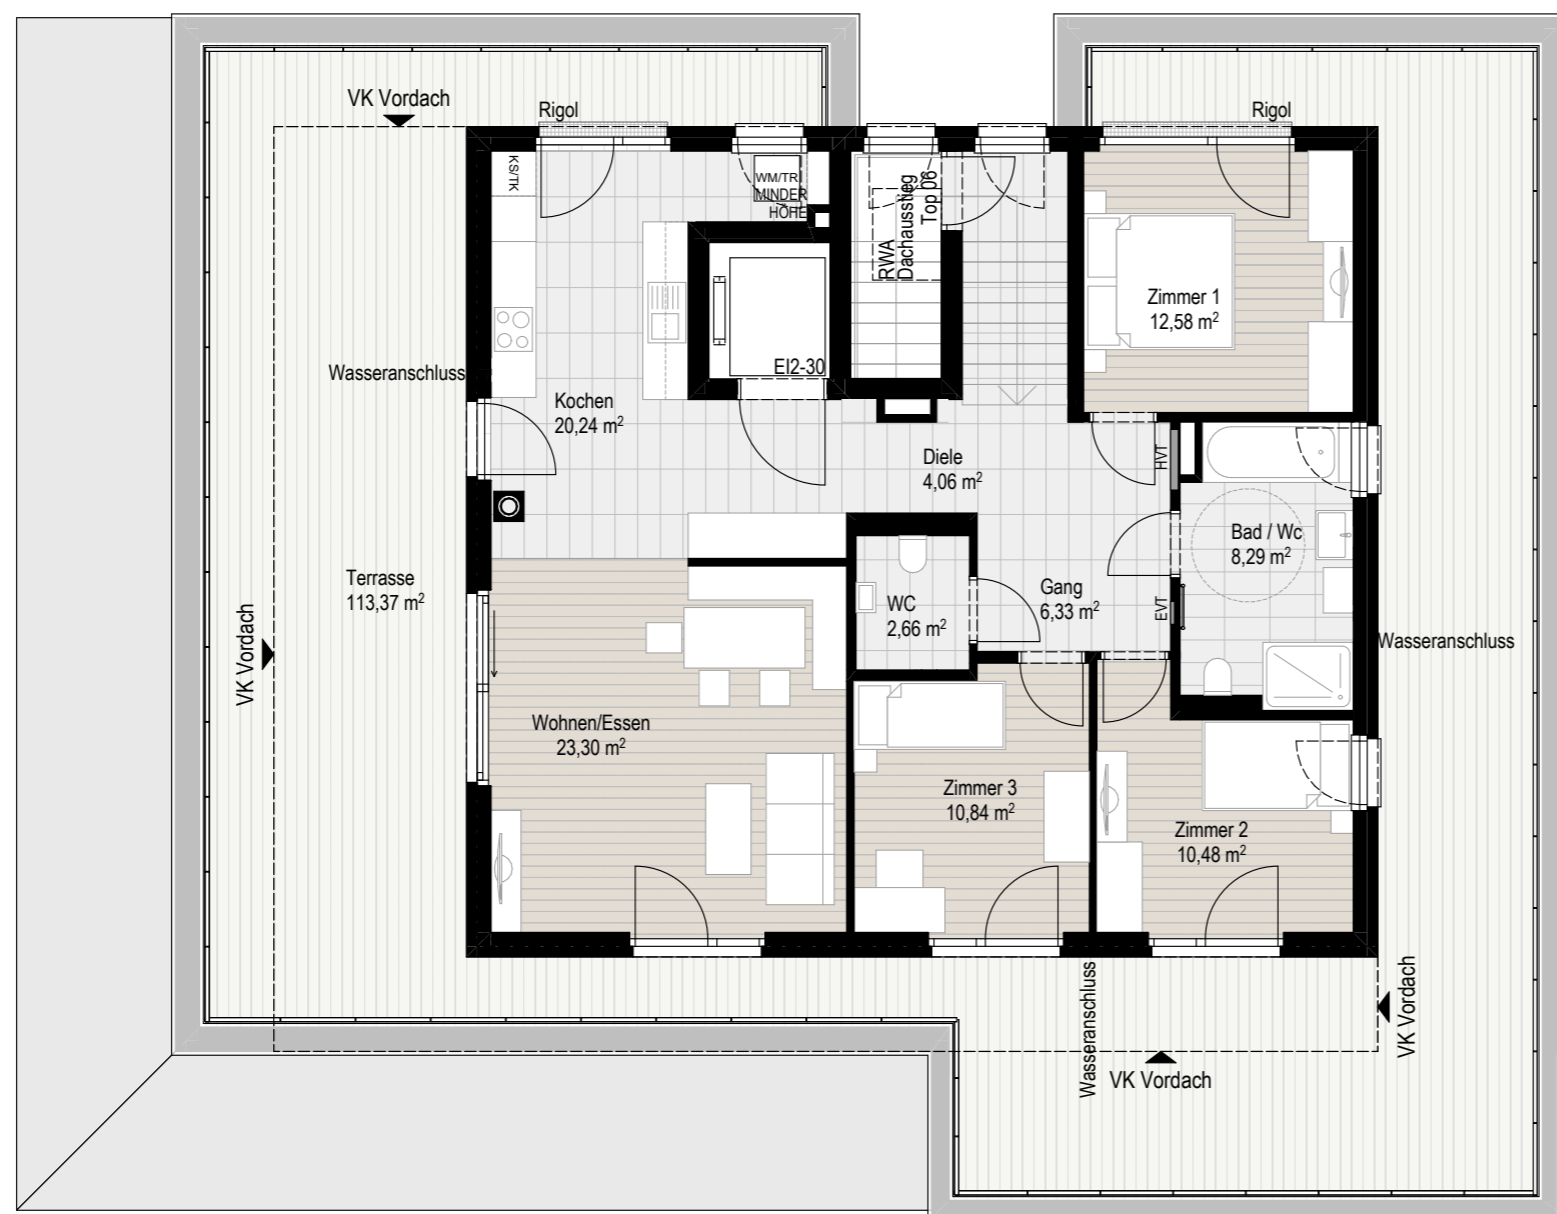 VK Vordach
Rigol
Rigol
KS/TK
WM/TR
MINDER
HÖHE
RWA
Dachausstieg
Top 06
Zimmer 1
12,58 m²
EI2-30
Wasseranschluss
Kochen
20,24 m²
Diele
4,06 m²
HVT
Bad / Wc
8,29 m²
Terrasse
113,37 m²
Gang
6,33 m²
WC
2,66 m²
EVT
VK Vordach
Wasseranschluss
Wohnen/Essen
23,30 m²
Zimmer 3
10,84 m²
Zimmer 2
10,48 m²
Wasseranschluss
VK Vordach
VK Vordach